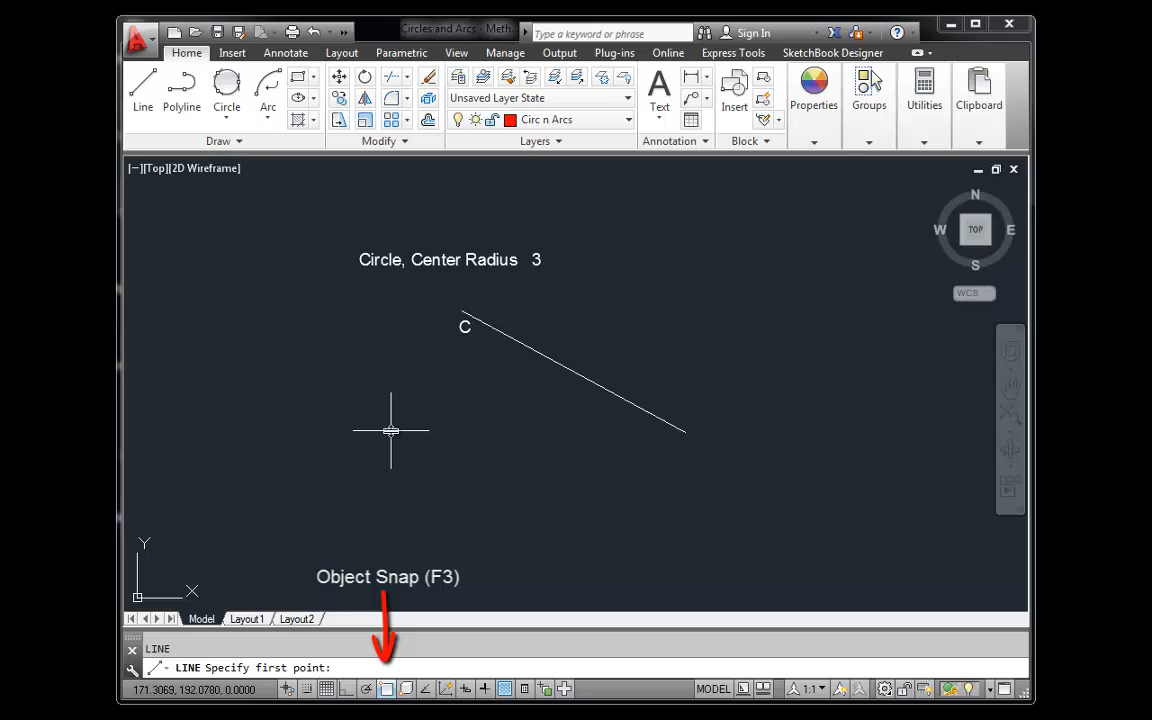 Circles and Arcs - Meth...
Type a keyword or phrase
Sign In
Home Insert Annotate Layout Parametric View Manage Output Plug-ins Online Express Tools SketchBook Designer
Line Polyline Circle Arc
Unsaved Layer State
Circ n Arcs
Text
Insert
Properties Groups Utilities Clipboard
Draw Modify Layers Annotation Block
[−][Top][2D Wireframe]
N
W TOP E
S
WCS
Circle, Center Radius 3
C
Y
X
Object Snap (F3)
Model Layout1 Layout2
LINE
LINE Specify first point:
171.3069, 192.0780, 0.0000
MODEL
1:1